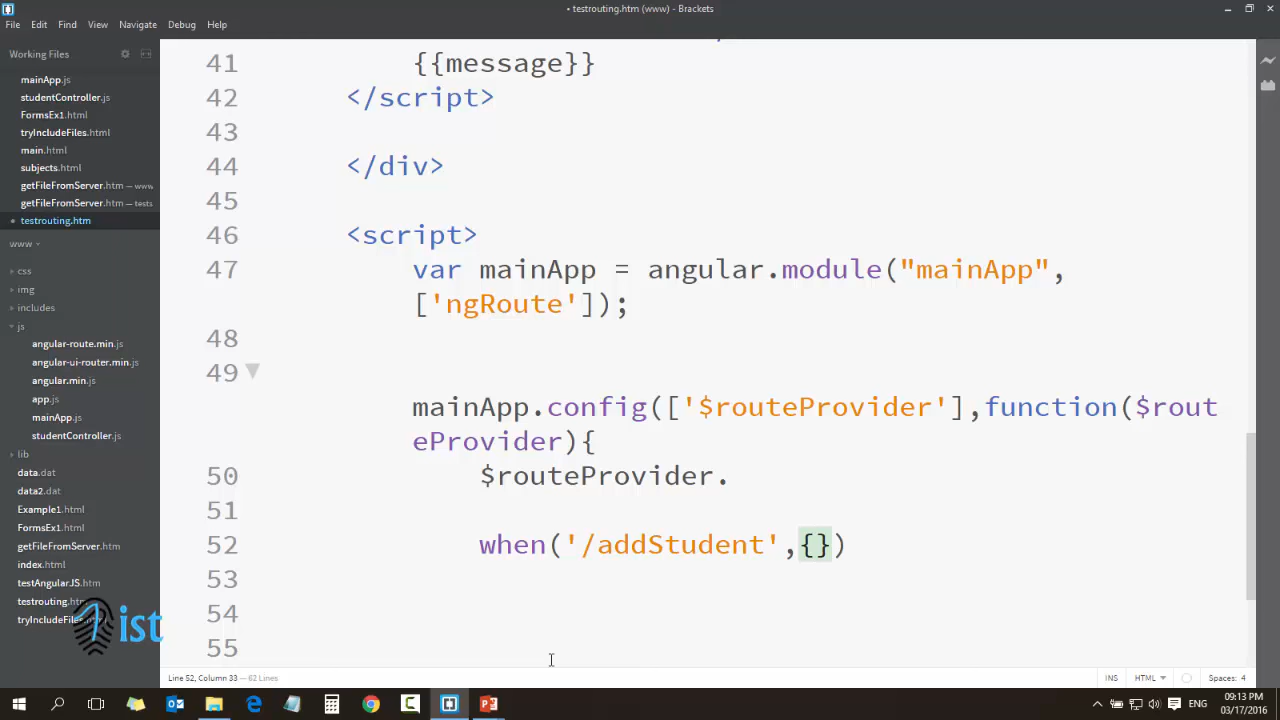 • testrouting.htm (www) - Brackets
File Edit Find View Navigate Debug Help
Working Files
mainApp.js
studentController.js
FormsEx1.html
tryIncludeFiles.html
main.html
subjects.html
getFileFromServer.htm — www
getFileFromServer.htm — tests
testrouting.htm
www
css
img
includes
js
angular-route.min.js
angular-ui-router.min.js
angular.min.js
app.js
mainApp.js
studentController.js
lib
data.dat
data2.dat
Example1.html
FormsEx1.html
getFileFromServer.htm
index.html
testAngularJS.htm
testrouting.htm
tryIncludeFiles.html
1ist
41 {{message}}
42 </script>
43
44 </div>
45
46 <script>
47 var mainApp = angular.module("mainApp",
['ngRoute']);
48
49
mainApp.config(['$routeProvider'],function($rout
eProvider){
50 $routeProvider.
51
52 when('/addStudent',{})
53
54
55
Line 52, Column 33 — 62 Lines
INS HTML Spaces: 4
ENG 09:13 PM
03/17/2016